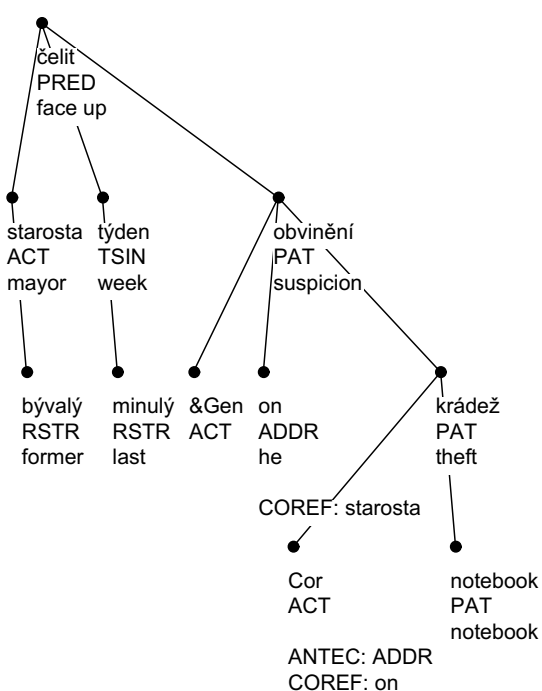 čelit
PRED
face up
starosta
ACT
mayor
týden
TSIN
week
obvinění
PAT
suspicion
bývalý
RSTR
former
minulý
RSTR
last
&Gen
ACT
on
ADDR
he
COREF: starosta
krádež
PAT
theft
Cor
ACT
ANTEC: ADDR
COREF: on
notebook
PAT
notebook